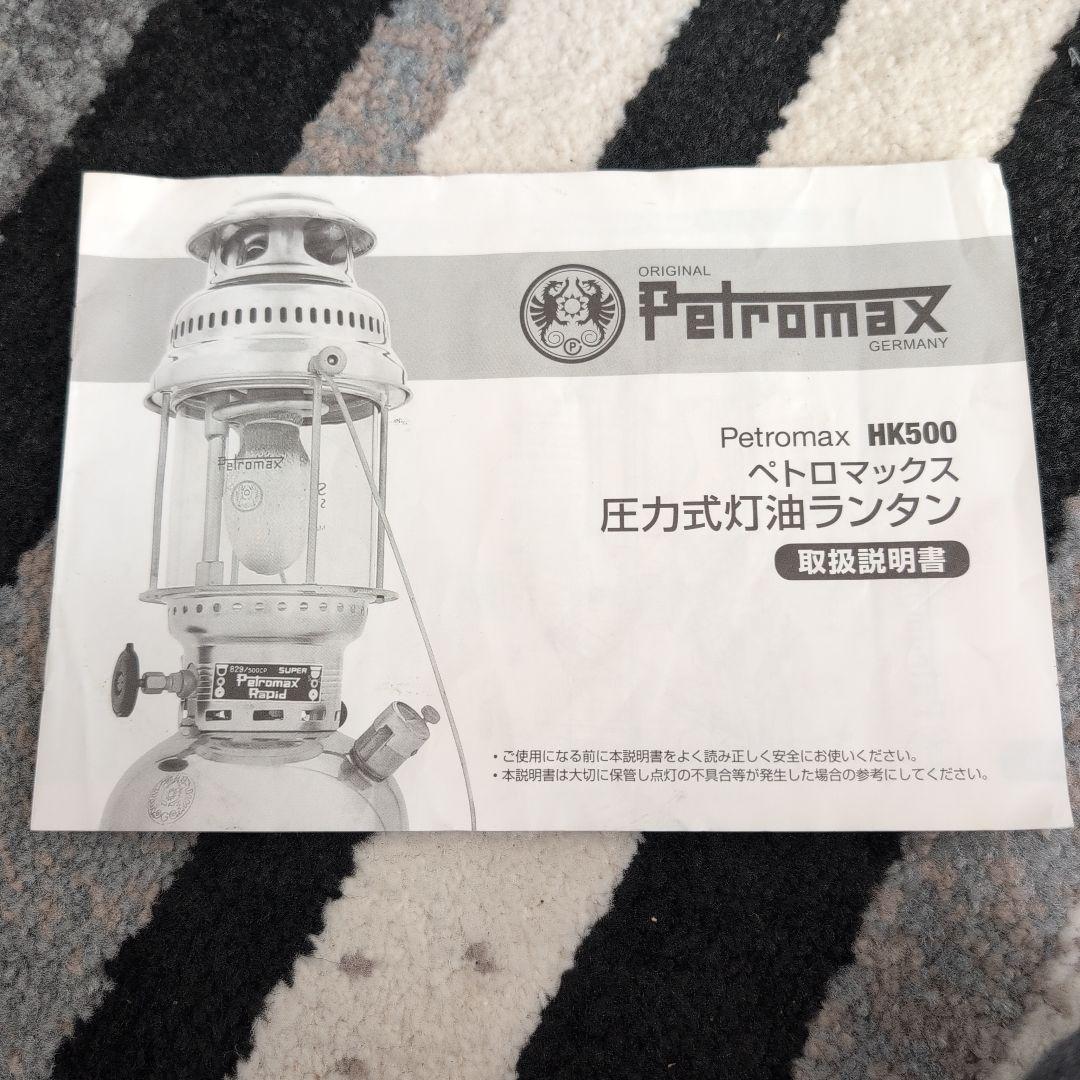 ORIGINAL
Petromax
GERMANY
P
Petromax HK500
ペトロマックス
圧力式灯油ランタン
取扱説明書
Petromax
829/500CP SUPER
Petromax
Rapid
・ご使用になる前に本説明書をよく読み正しく安全にお使いください。
・本説明書は大切に保管し点灯の不具合等が発生した場合の参考にしてください。